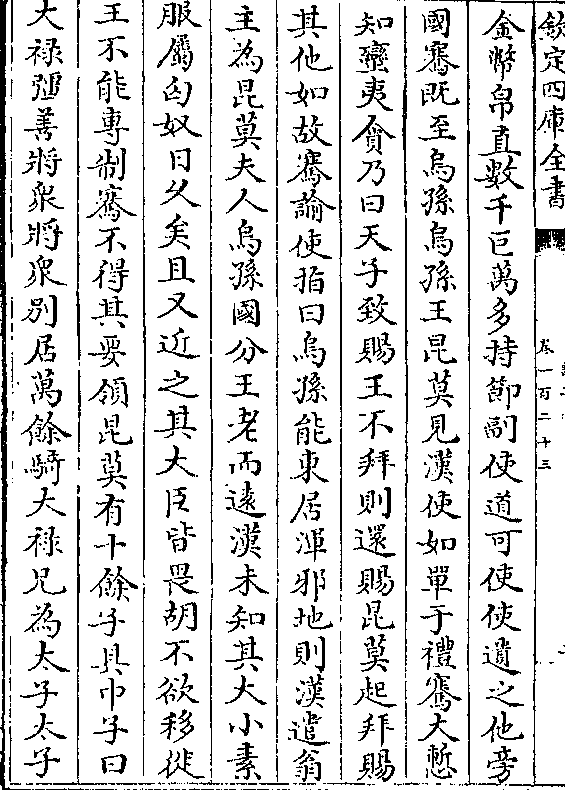 欽定四庫全書
卷一百二十三
金幣帛直數千巨萬多持節副使道可使使遺之他旁
國騫既至烏孫烏孫王昆莫見漢使如單于禮騫大慙
知蠻夷貪乃曰天子致賜王不拜則還賜昆莫起拜賜
其他如故騫諭使指曰烏孫能東居渾邪地則漢遣翁
主為昆莫夫人烏孫國分王老而逺漢未知其大小素
服屬匈奴日久矣且又近之其大臣皆畏胡不欲移徙
王不能專制騫不得其要領昆莫有十餘子其中子曰
大禄彊善將衆將衆別居萬餘騎大禄兄為太子太子